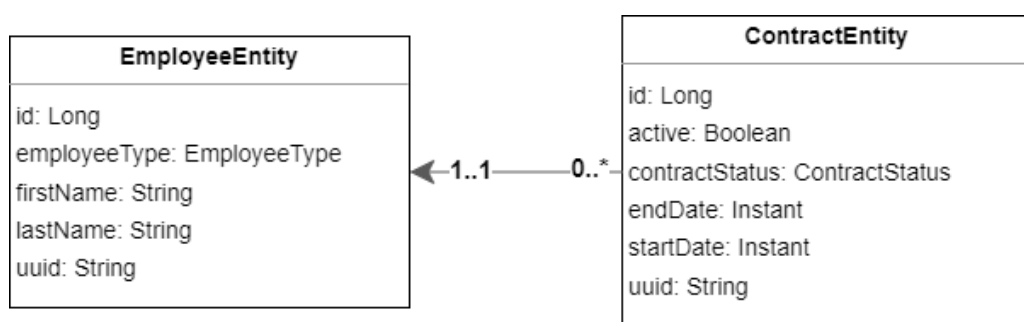 EmployeeEntity
id: Long
employeeType: EmployeeType
firstName: String
lastName: String
uuid: String
1..1
0..*
ContractEntity
id: Long
active: Boolean
contractStatus: ContractStatus
endDate: Instant
startDate: Instant
uuid: String